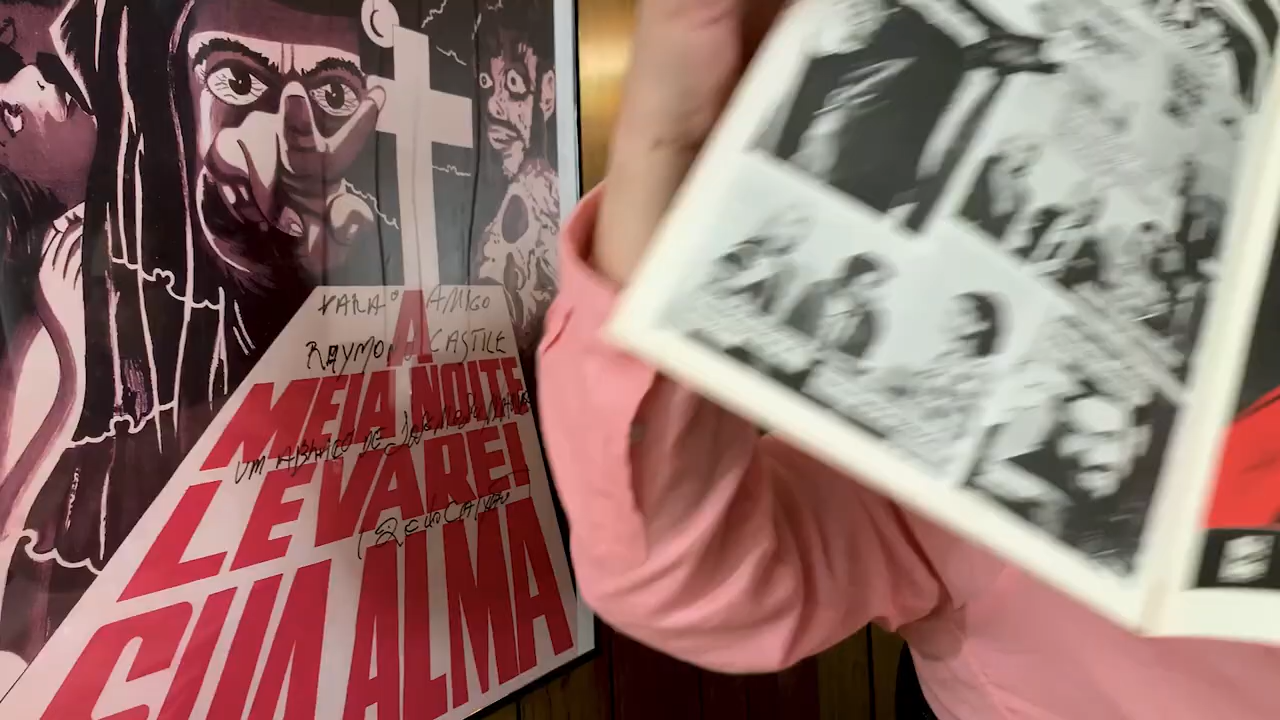 PARA O AMIGO
RAYMOND CASTILE
A
MEIA NOITE
UM ABRAÇO DE JOSÉ MOJICA MARINS
LEVAREI
(ZÉ DO CAIXÃO)
SUA ALMA